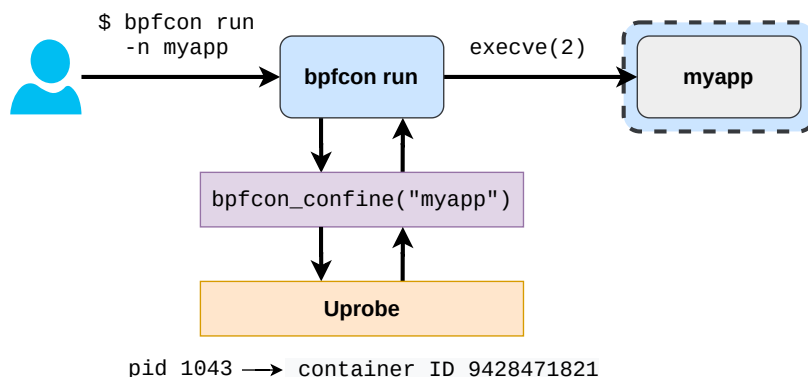 $ bpfcon run
-n myapp
execve(2)
bpfcon run
myapp
bpfcon_confine("myapp")
Uprobe
pid 1043 → container ID 9428471821